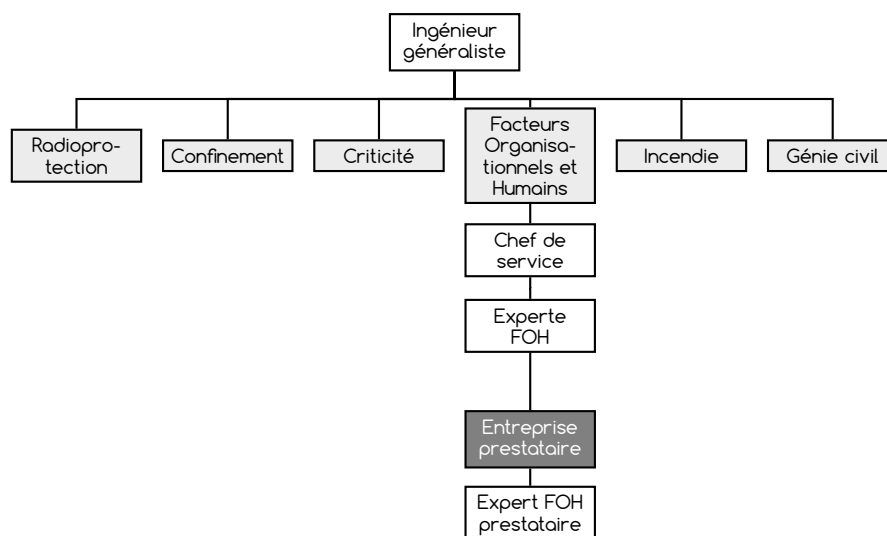 Ingénieur
généraliste
Radiopro-
tection
Confinement
Criticité
Facteurs
Organisa-
tionnels et
Humains
Incendie
Génie civil
Chef de
service
Experte
FOH
Entreprise
prestataire
Expert FOH
prestataire